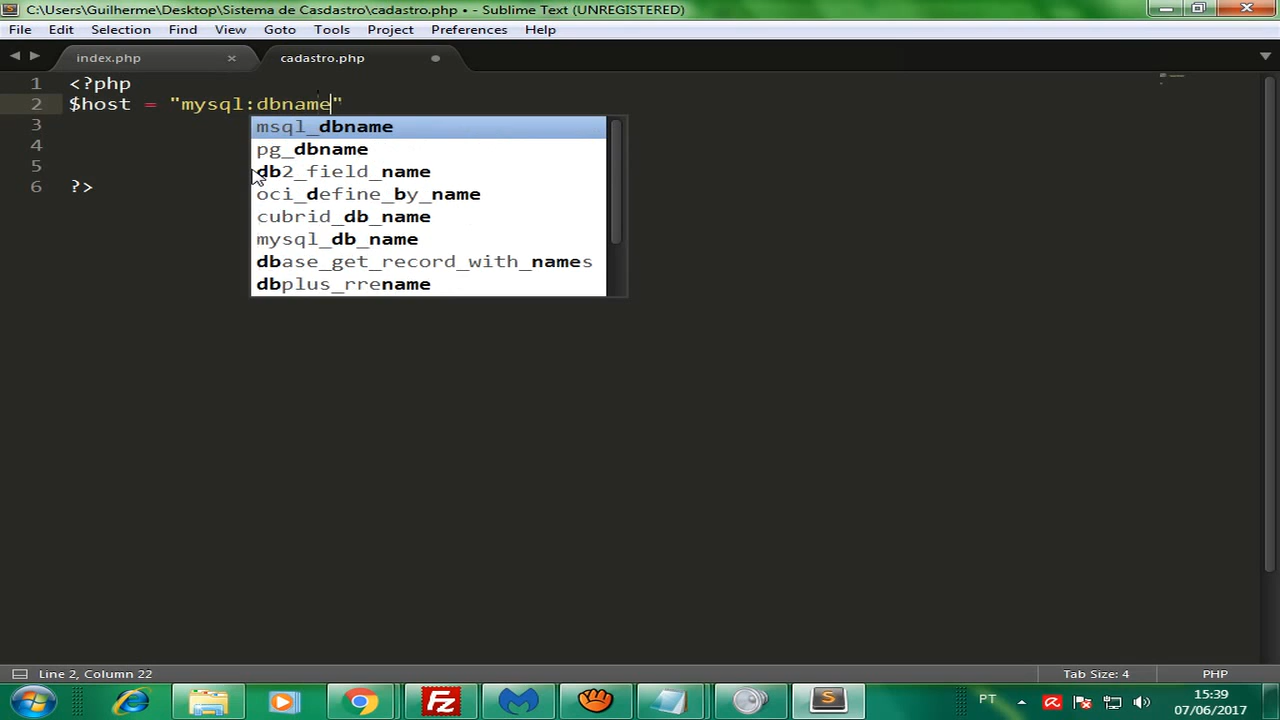 C:\Users\Guilherme\Desktop\Sistema de Casdastro\cadastro.php • - Sublime Text (UNREGISTERED)
File Edit Selection Find View Goto Tools Project Preferences Help
index.php × cadastro.php
1 <?php
2 $host = "mysql:dbname"
3 msql_dbname
4 pg_dbname
5 db2_field_name
6 ?> oci_define_by_name
cubrid_db_name
mysql_db_name
dbase_get_record_with_names
dbplus_rrename
Line 2, Column 22 Tab Size: 4 PHP
PT 15:39
07/06/2017